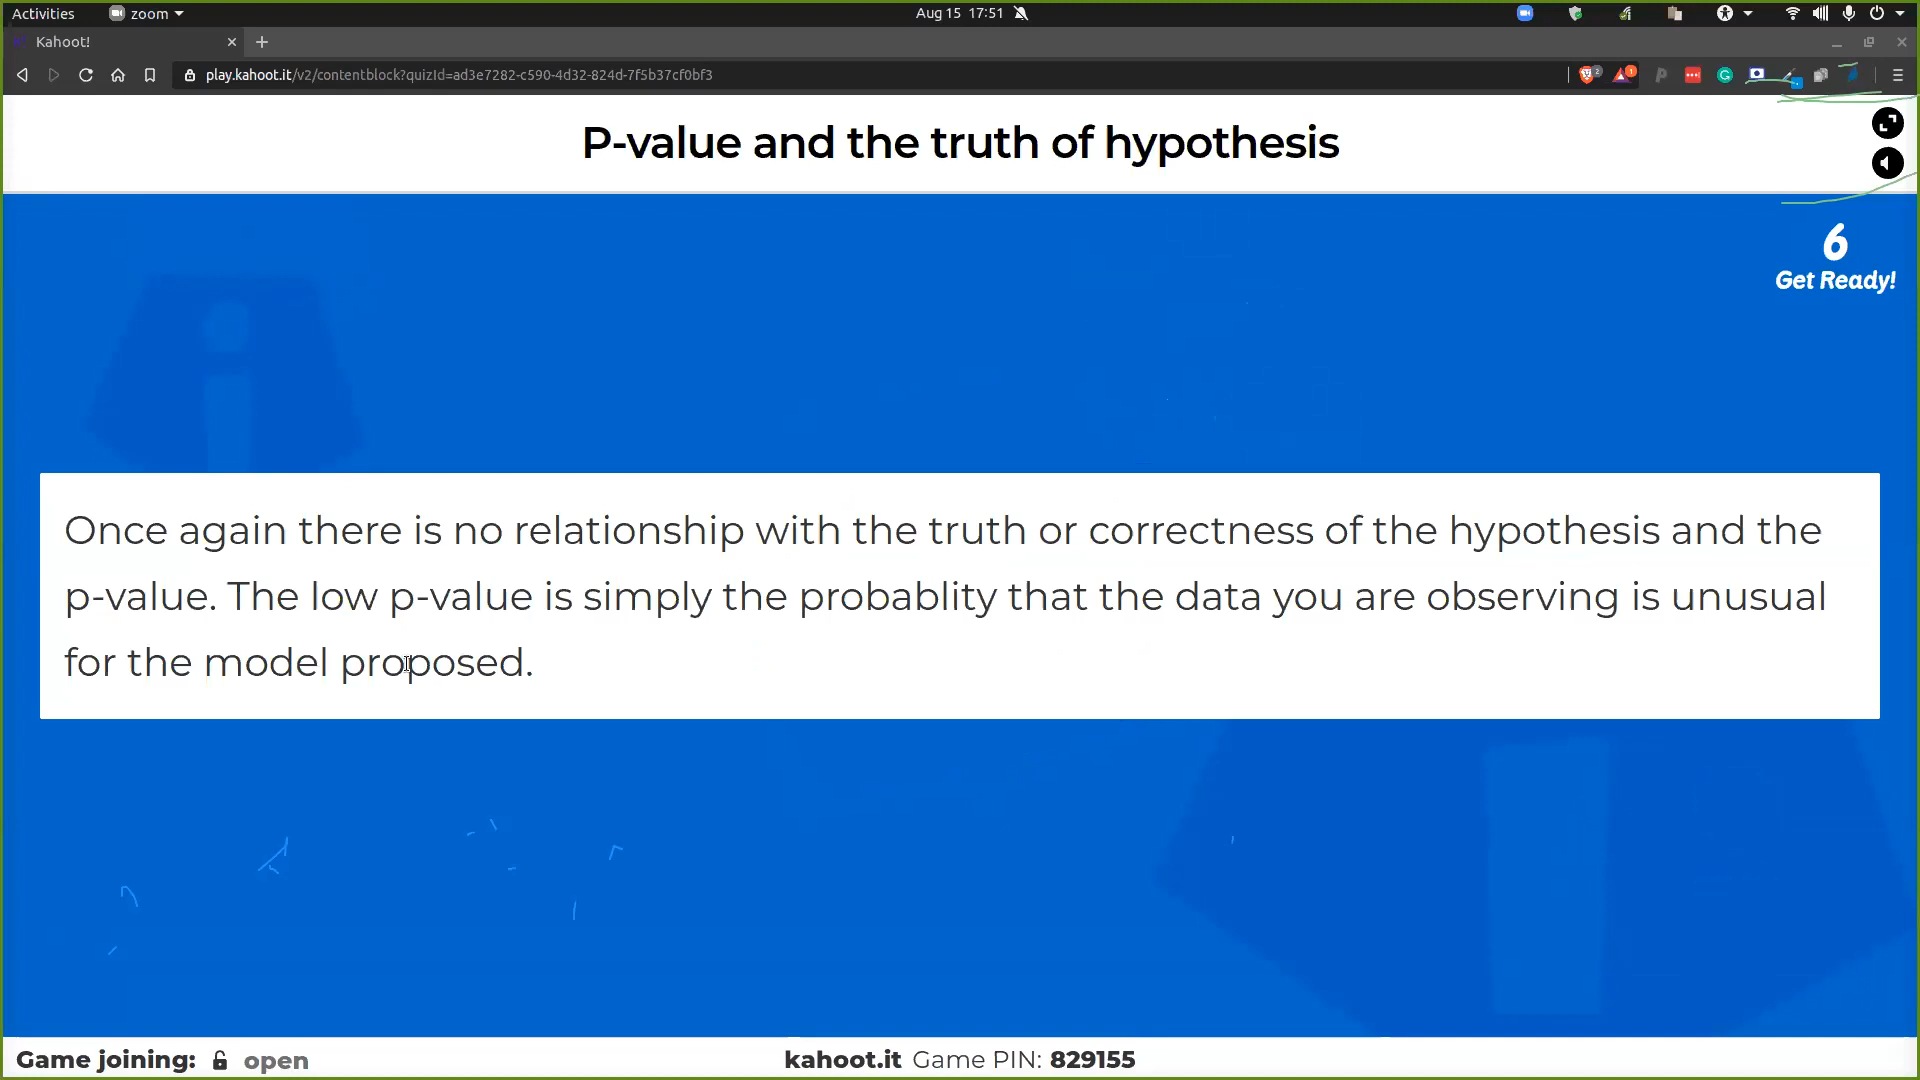 Activities zoom Aug 15 17:51
Kahoot!
play.kahoot.it/v2/contentblock?quizId=ad3e7282-c590-4d32-824d-7f5b37cf0bf3
P-value and the truth of hypothesis
6
Get Ready!
Once again there is no relationship with the truth or correctness of the hypothesis and the
p-value. The low p-value is simply the probablity that the data you are observing is unusual
for the model proposed.
Game joining: open kahoot.it Game PIN: 829155